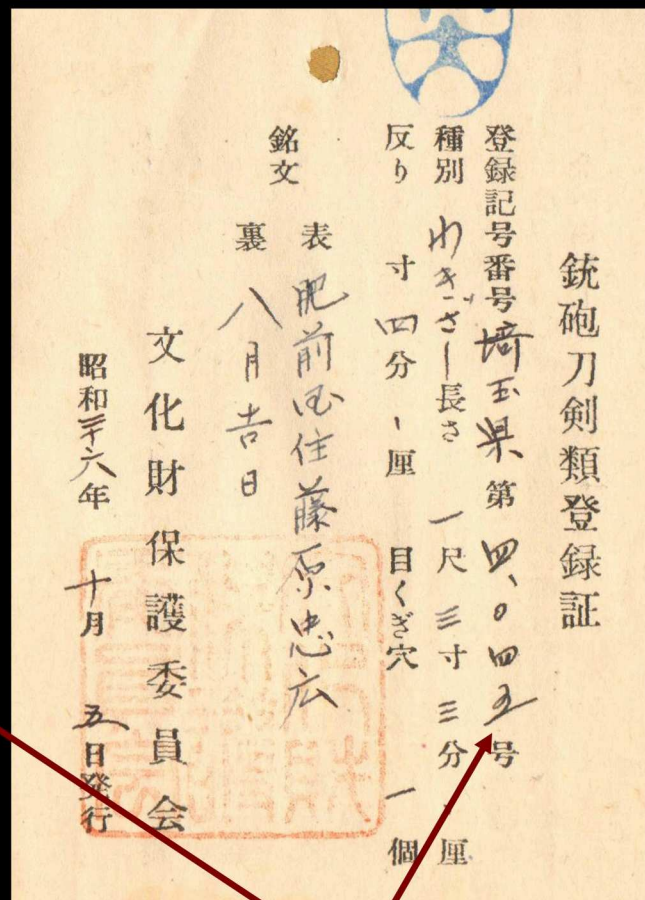 銃砲刀剣類登録証
登録記号番号 埼玉県 第 四、〇四五 号
種別 わきざし 長さ 一尺 三寸 三分 、厘
反り 寸 四分 、厘 目くぎ穴 一個
銘文 表 肥前国住藤原忠広
裏 八月吉日
文化財保護委員会
昭和三十六年 十月 五日発行